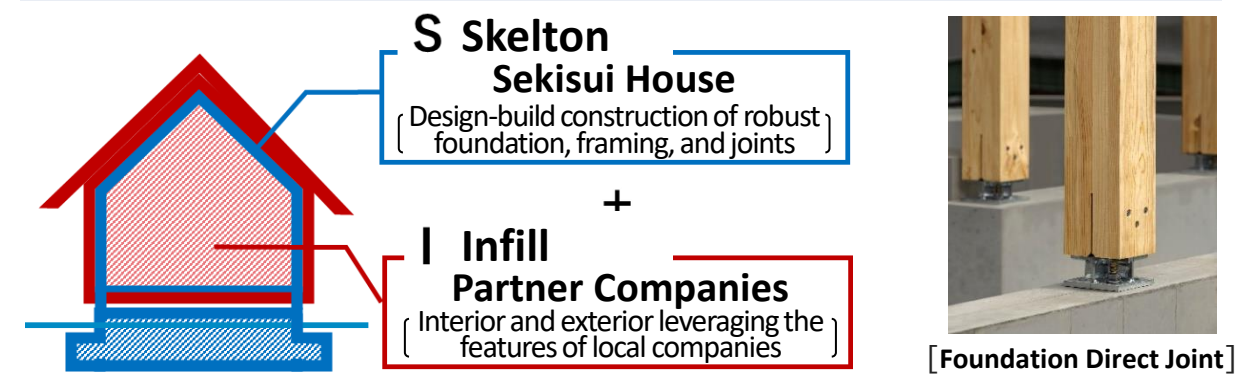 S Skelton
Sekisui House
Design-build construction of robust
foundation, framing, and joints
+
I Infill
Partner Companies
Interior and exterior leveraging the
features of local companies
[Foundation Direct Joint]